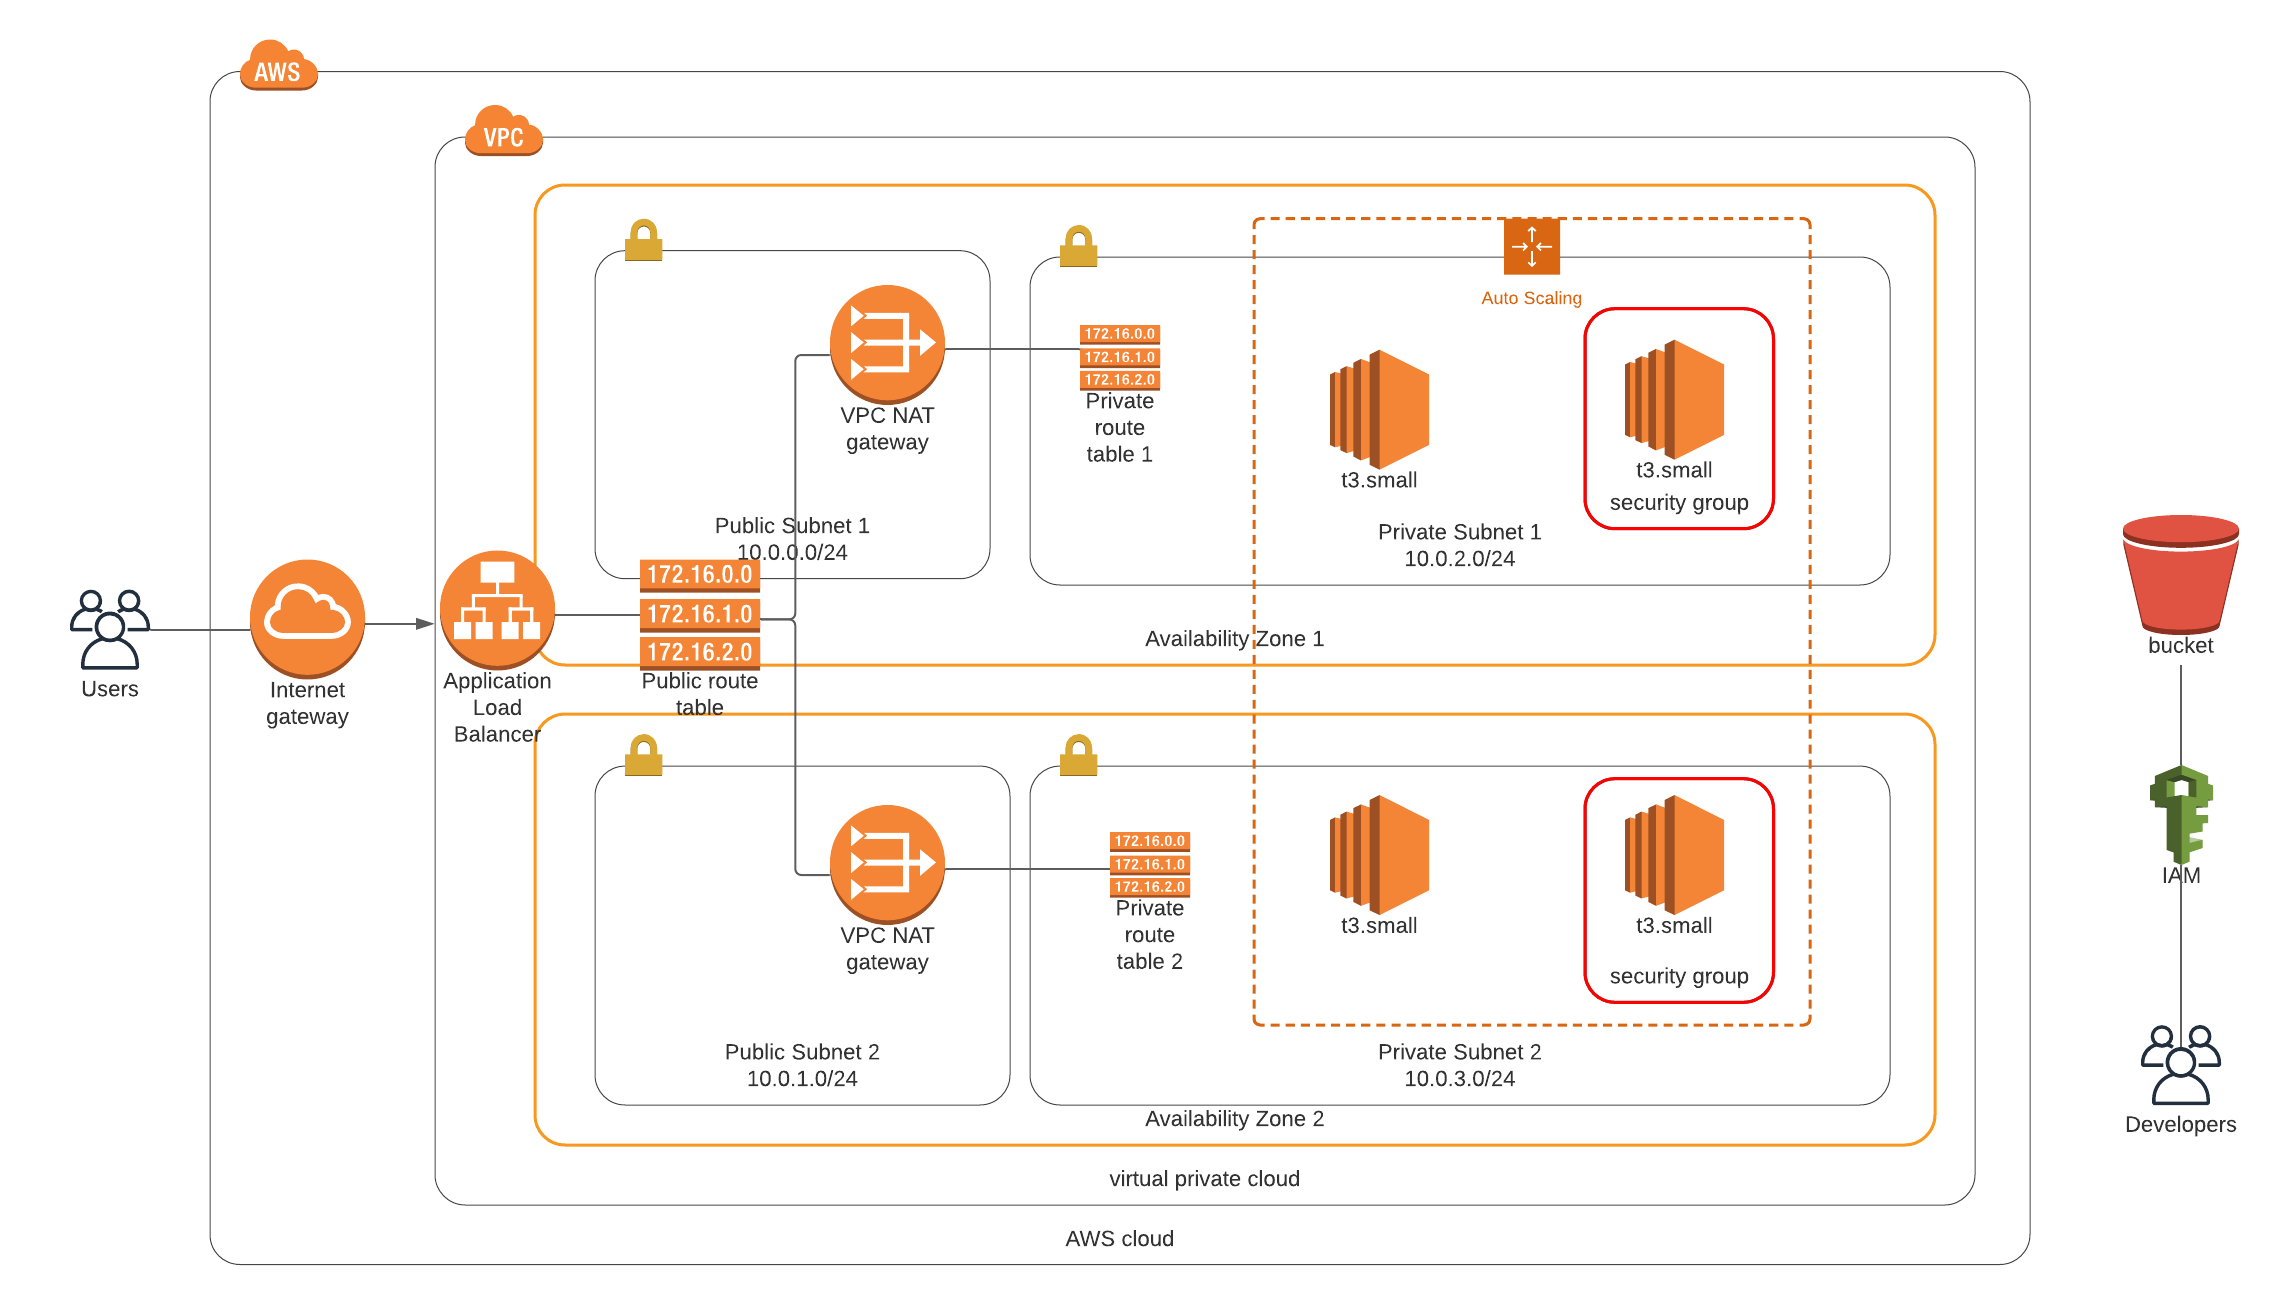 AWS
VPC
Auto Scaling
172.16.0.0
172.16.1.0
172.16.2.0
Private
route
table 1
VPC NAT
gateway
t3.small
t3.small
security group
Public Subnet 1
10.0.0.0/24
Private Subnet 1
10.0.2.0/24
172.16.0.0
172.16.1.0
172.16.2.0
Public route
table
Availability Zone 1
Users
Internet
gateway
Application
Load
Balancer
bucket
172.16.0.0
172.16.1.0
172.16.2.0
Private
route
table 2
VPC NAT
gateway
t3.small
t3.small
security group
IAM
Public Subnet 2
10.0.1.0/24
Private Subnet 2
10.0.3.0/24
Availability Zone 2
Developers
virtual private cloud
AWS cloud